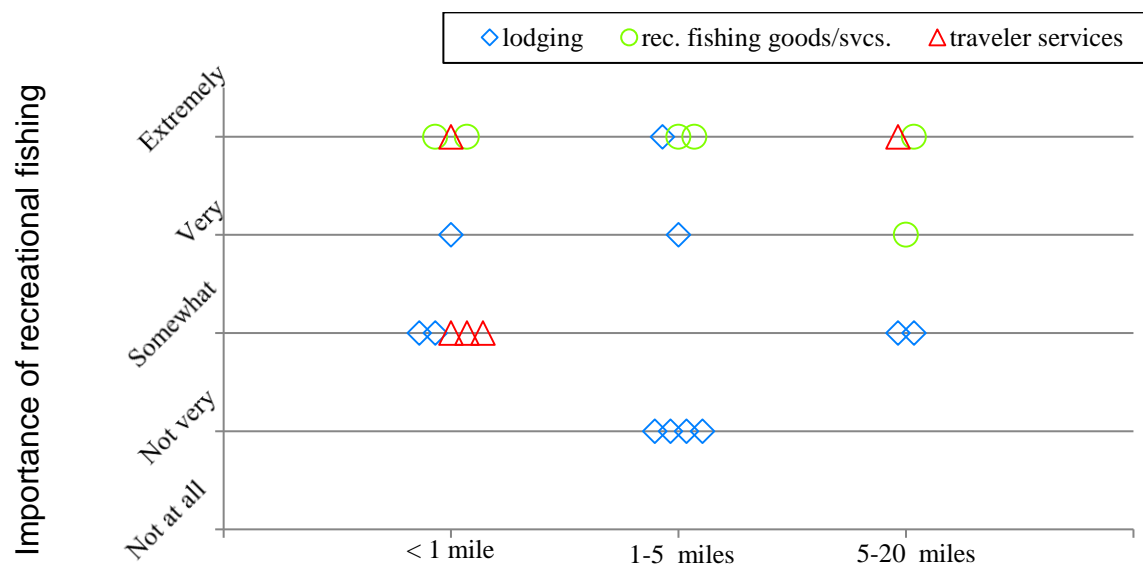 lodging rec. fishing goods/svcs. traveler services
Importance of recreational fishing
Extremely
Very
Somewhat
Not very
Not at all
< 1 mile 1-5 miles 5-20 miles